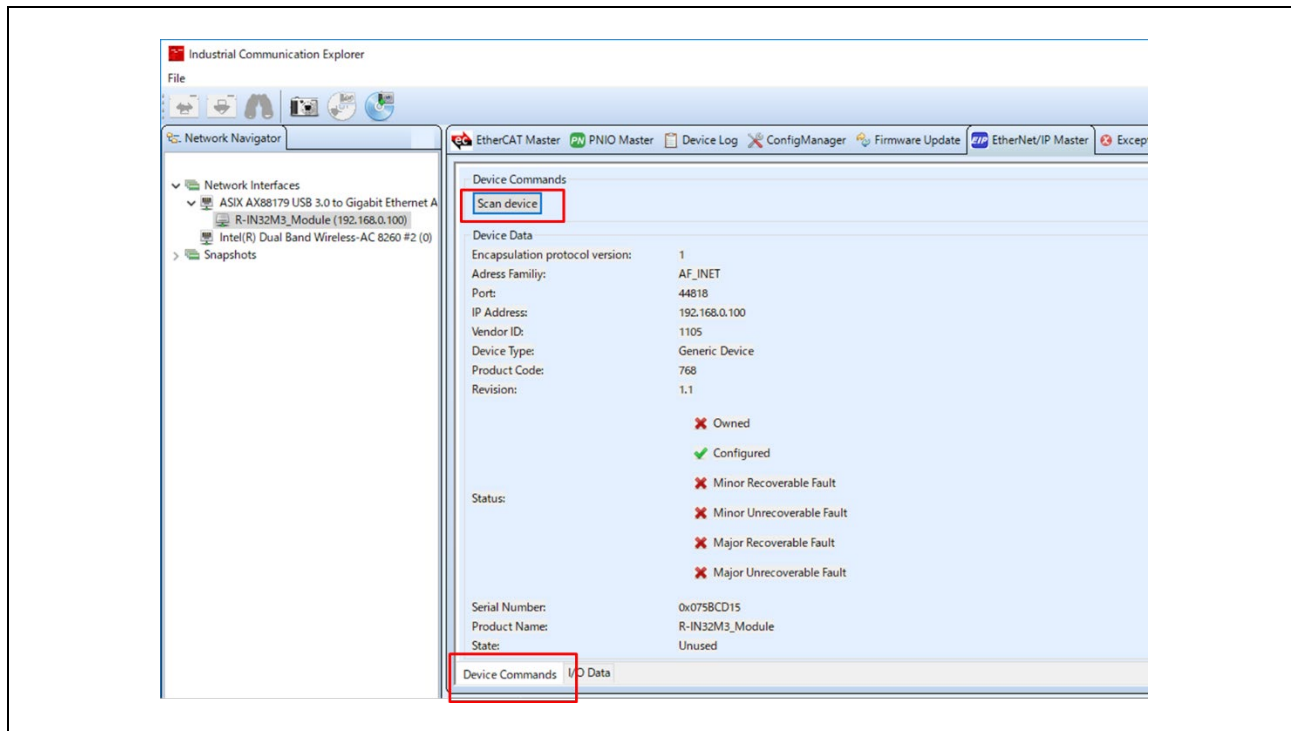 Industrial Communication Explorer
File
Network Navigator
Network Interfaces
ASIX AX88179 USB 3.0 to Gigabit Ethernet A
R-IN32M3_Module (192.168.0.100)
Intel(R) Dual Band Wireless-AC 8260 #2 (0)
Snapshots
EtherCAT Master PNIO Master Device Log ConfigManager Firmware Update EtherNet/IP Master Excep
Device Commands
Scan device
Device Data
Encapsulation protocol version: 1
Adress Familiy: AF_INET
Port: 44818
IP Address: 192.168.0.100
Vendor ID: 1105
Device Type: Generic Device
Product Code: 768
Revision: 1.1
Owned
Configured
Minor Recoverable Fault
Status:
Minor Unrecoverable Fault
Major Recoverable Fault
Major Unrecoverable Fault
Serial Number: 0x075BCD15
Product Name: R-IN32M3_Module
State: Unused
Device Commands I/O Data